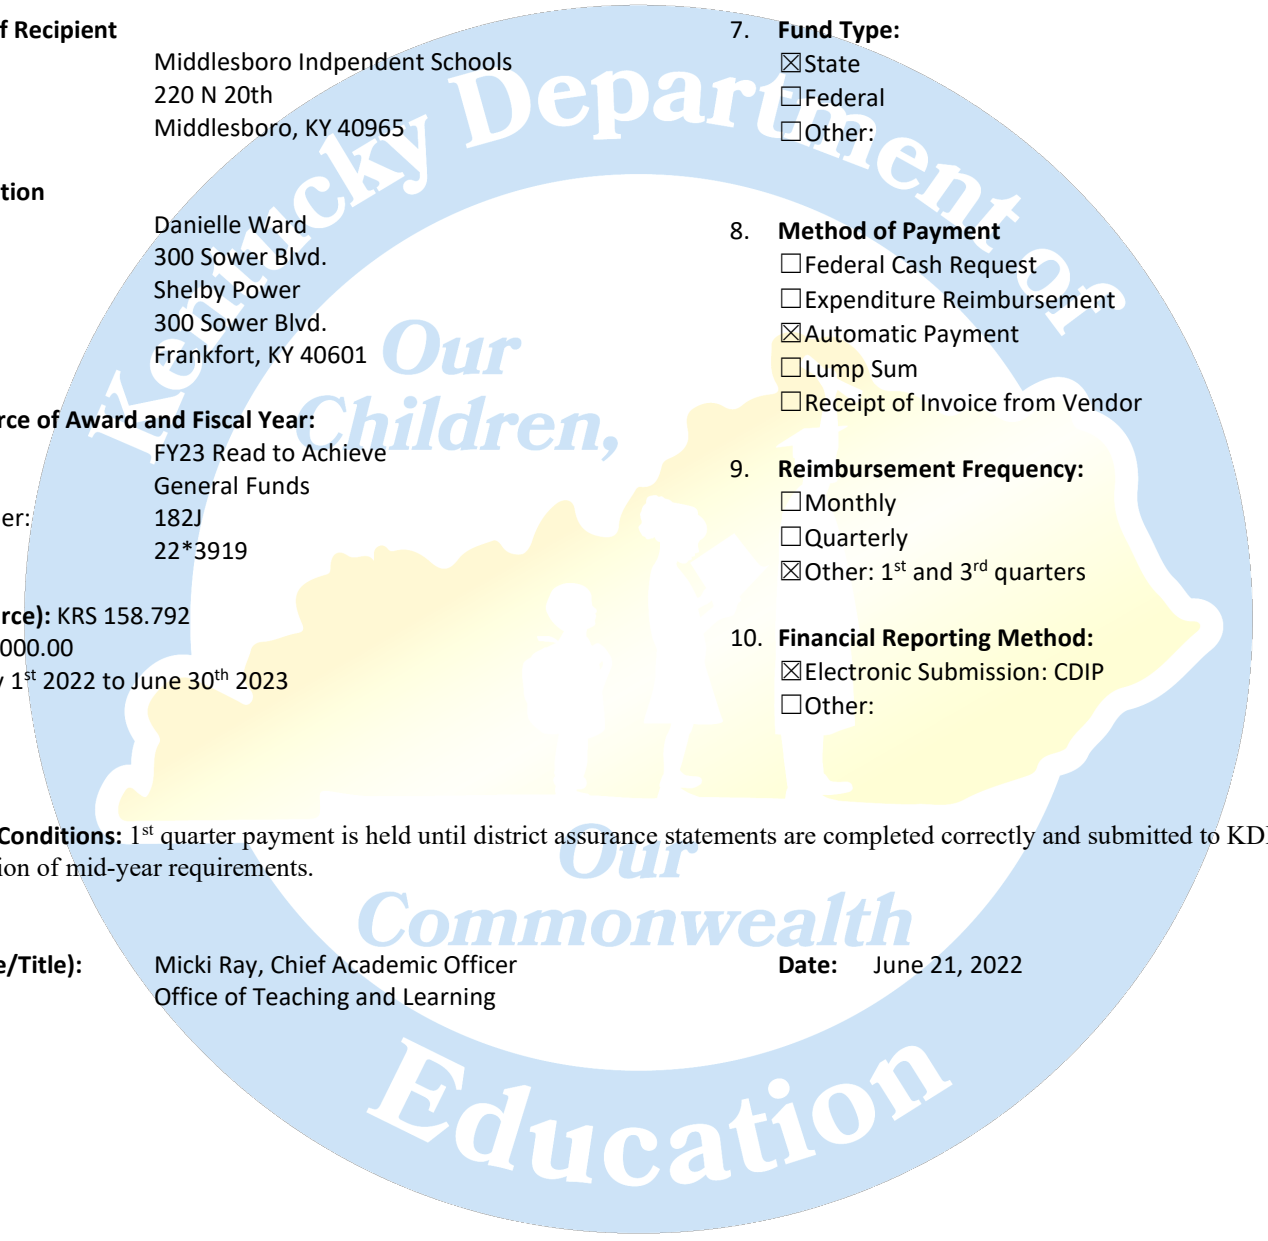 f Recipient
Middlesboro Indpendent Schools
220 N 20th
Middlesboro, KY 40965
tion
Danielle Ward
300 Sower Blvd.
Shelby Power
300 Sower Blvd.
Frankfort, KY 40601
rce of Award and Fiscal Year:
FY23 Read to Achieve
General Funds
er: 182J
22*3919
rce): KRS 158.792
000.00
y 1st 2022 to June 30th 2023
7. Fund Type:
☒State
☐Federal
☐Other:
8. Method of Payment
☐Federal Cash Request
☐Expenditure Reimbursement
☒Automatic Payment
☐Lump Sum
☐Receipt of Invoice from Vendor
9. Reimbursement Frequency:
☐Monthly
☐Quarterly
☒Other: 1st and 3rd quarters
10. Financial Reporting Method:
☒Electronic Submission: CDIP
☐Other:
Conditions: 1st quarter payment is held until district assurance statements are completed correctly and submitted to KDE
ion of mid-year requirements.
e/Title): Micki Ray, Chief Academic Officer Date: June 21, 2022
Office of Teaching and Learning
Kentucky Department of
Education
Our
Children,
Our
Commonwealth